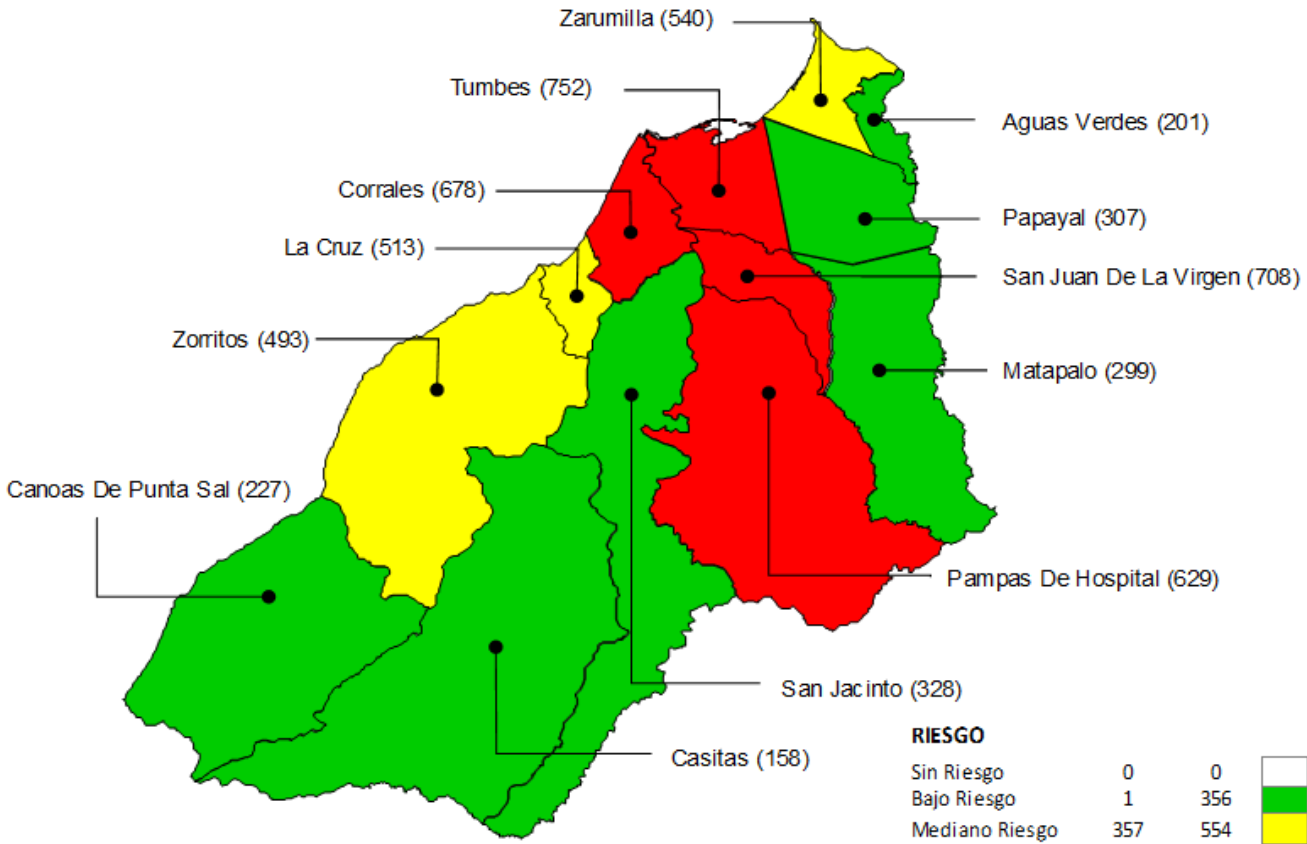 Zarumilla (540)
Tumbes (752)
Aguas Verdes (201)
Corrales (678)
Papayal (307)
La Cruz (513)
San Juan De La Virgen (708)
Zorritos (493)
Matapalo (299)
Canoas De Punta Sal (227)
Pampas De Hospital (629)
San Jacinto (328)
Casitas (158)
RIESGO
Sin Riesgo 0 0
Bajo Riesgo 1 356
Mediano Riesgo 357 554